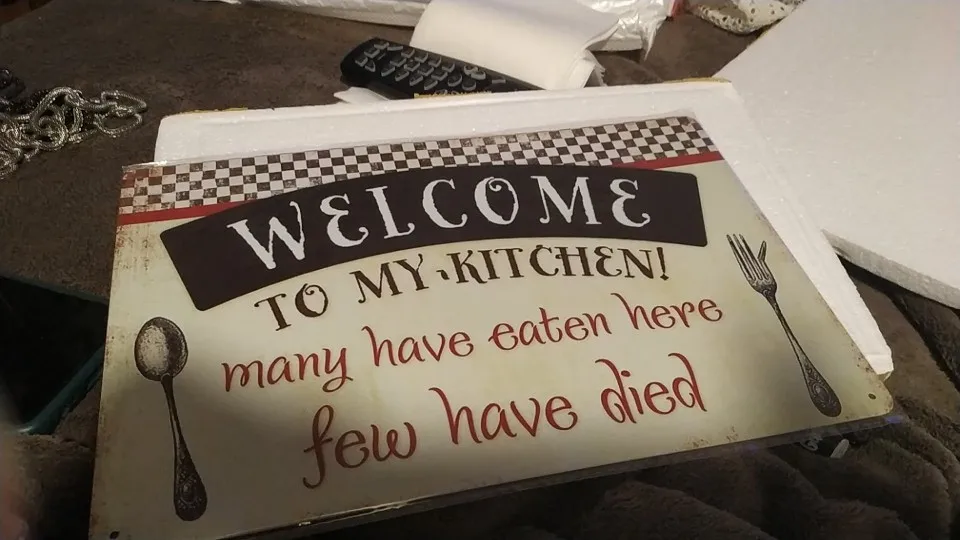 WELCOME
TO MY KITCHEN!
many have eaten here
few have died